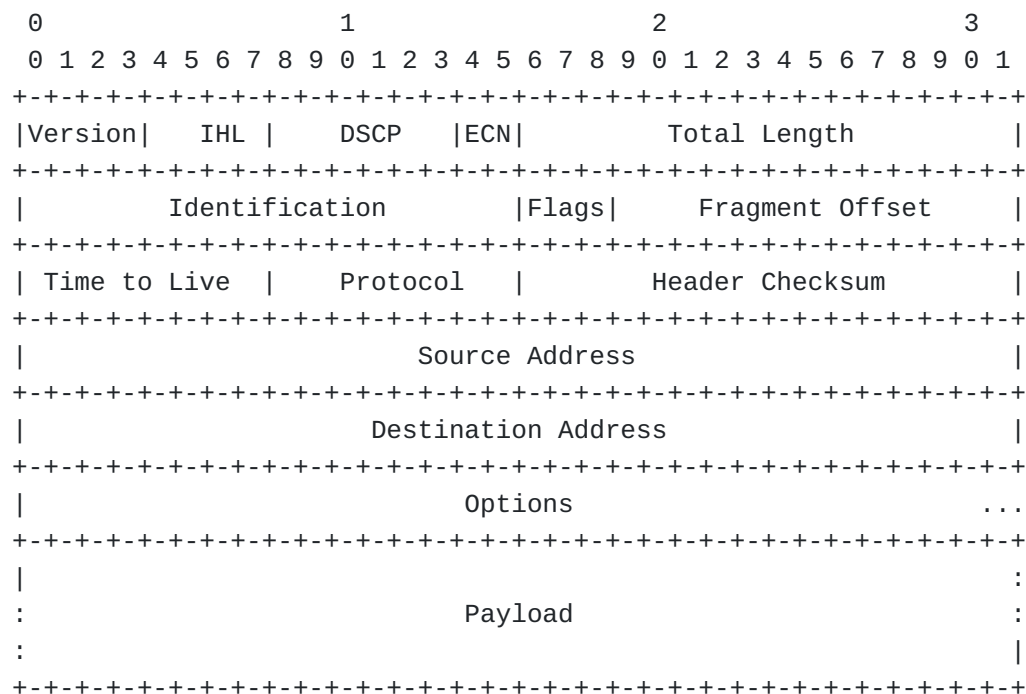 0                   1                   2                   3
 0 1 2 3 4 5 6 7 8 9 0 1 2 3 4 5 6 7 8 9 0 1 2 3 4 5 6 7 8 9 0 1
+-+-+-+-+-+-+-+-+-+-+-+-+-+-+-+-+-+-+-+-+-+-+-+-+-+-+-+-+-+-+-+-+
|Version|   IHL |    DSCP   |ECN|         Total Length          |
+-+-+-+-+-+-+-+-+-+-+-+-+-+-+-+-+-+-+-+-+-+-+-+-+-+-+-+-+-+-+-+-+
|         Identification        |Flags|     Fragment Offset     |
+-+-+-+-+-+-+-+-+-+-+-+-+-+-+-+-+-+-+-+-+-+-+-+-+-+-+-+-+-+-+-+-+
| Time to Live  |    Protocol   |        Header Checksum        |
+-+-+-+-+-+-+-+-+-+-+-+-+-+-+-+-+-+-+-+-+-+-+-+-+-+-+-+-+-+-+-+-+
|                         Source Address                        |
+-+-+-+-+-+-+-+-+-+-+-+-+-+-+-+-+-+-+-+-+-+-+-+-+-+-+-+-+-+-+-+-+
|                      Destination Address                      |
+-+-+-+-+-+-+-+-+-+-+-+-+-+-+-+-+-+-+-+-+-+-+-+-+-+-+-+-+-+-+-+-+
|                            Options                          ...
+-+-+-+-+-+-+-+-+-+-+-+-+-+-+-+-+-+-+-+-+-+-+-+-+-+-+-+-+-+-+-+-+
|                                                               :
:                            Payload                            :
:                                                               |
+-+-+-+-+-+-+-+-+-+-+-+-+-+-+-+-+-+-+-+-+-+-+-+-+-+-+-+-+-+-+-+-+